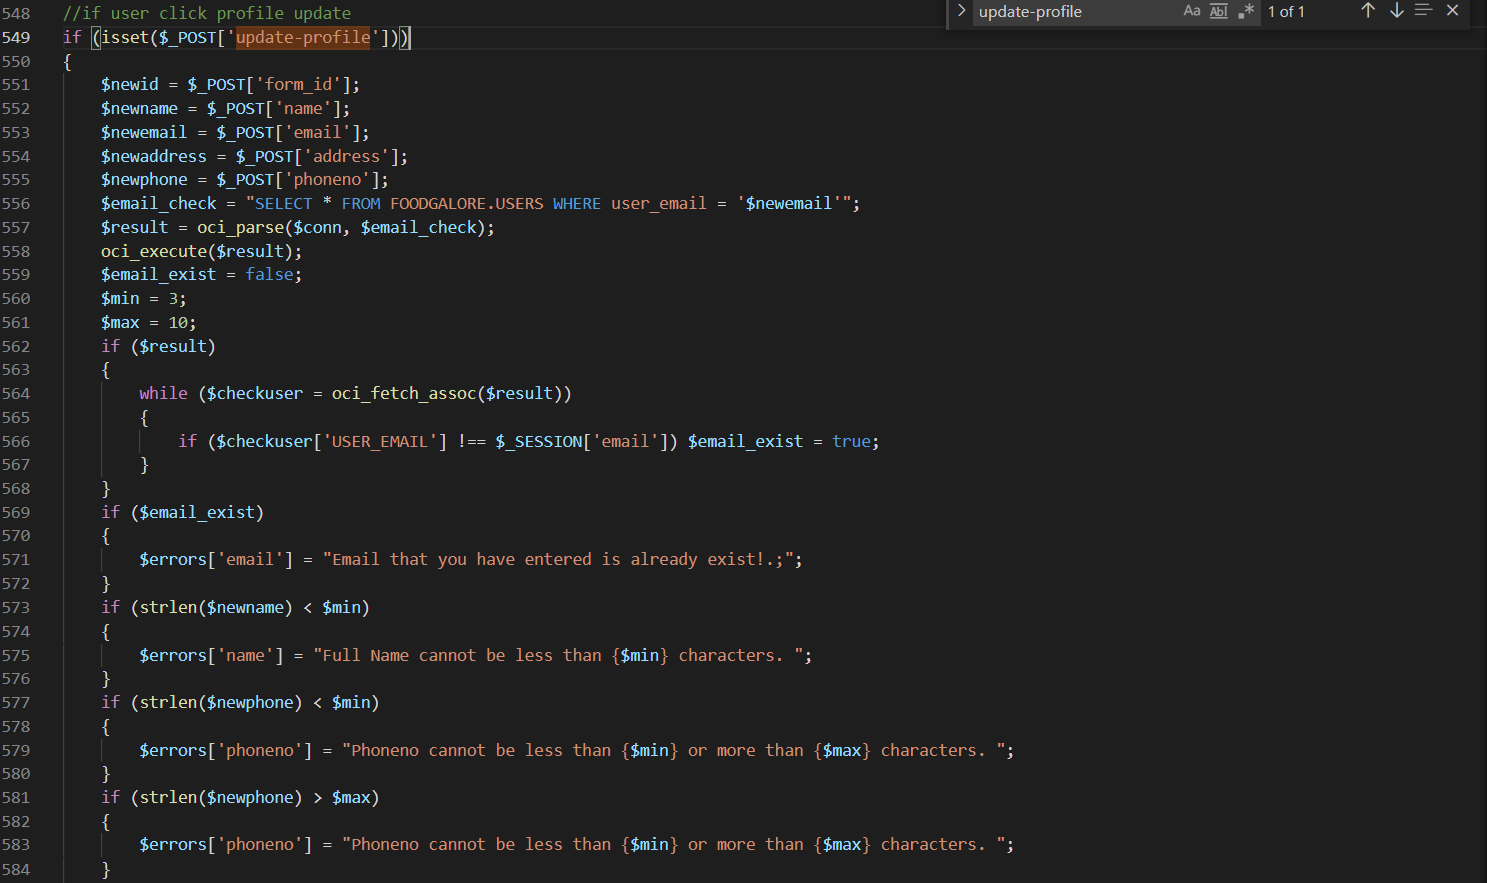 update-profile Aa Abl .* 1 of 1
548 //if user click profile update
549 if (isset($_POST['update-profile']))
550 {
551 $newid = $_POST['form_id'];
552 $newname = $_POST['name'];
553 $newemail = $_POST['email'];
554 $newaddress = $_POST['address'];
555 $newphone = $_POST['phoneno'];
556 $email_check = "SELECT * FROM FOODGALORE.USERS WHERE user_email = '$newemail'";
557 $result = oci_parse($conn, $email_check);
558 oci_execute($result);
559 $email_exist = false;
560 $min = 3;
561 $max = 10;
562 if ($result)
563 {
564 while ($checkuser = oci_fetch_assoc($result))
565 {
566 if ($checkuser['USER_EMAIL'] !== $_SESSION['email']) $email_exist = true;
567 }
568 }
569 if ($email_exist)
570 {
571 $errors['email'] = "Email that you have entered is already exist!.;";
572 }
573 if (strlen($newname) < $min)
574 {
575 $errors['name'] = "Full Name cannot be less than {$min} characters. ";
576 }
577 if (strlen($newphone) < $min)
578 {
579 $errors['phoneno'] = "Phoneno cannot be less than {$min} or more than {$max} characters. ";
580 }
581 if (strlen($newphone) > $max)
582 {
583 $errors['phoneno'] = "Phoneno cannot be less than {$min} or more than {$max} characters. ";
584 }